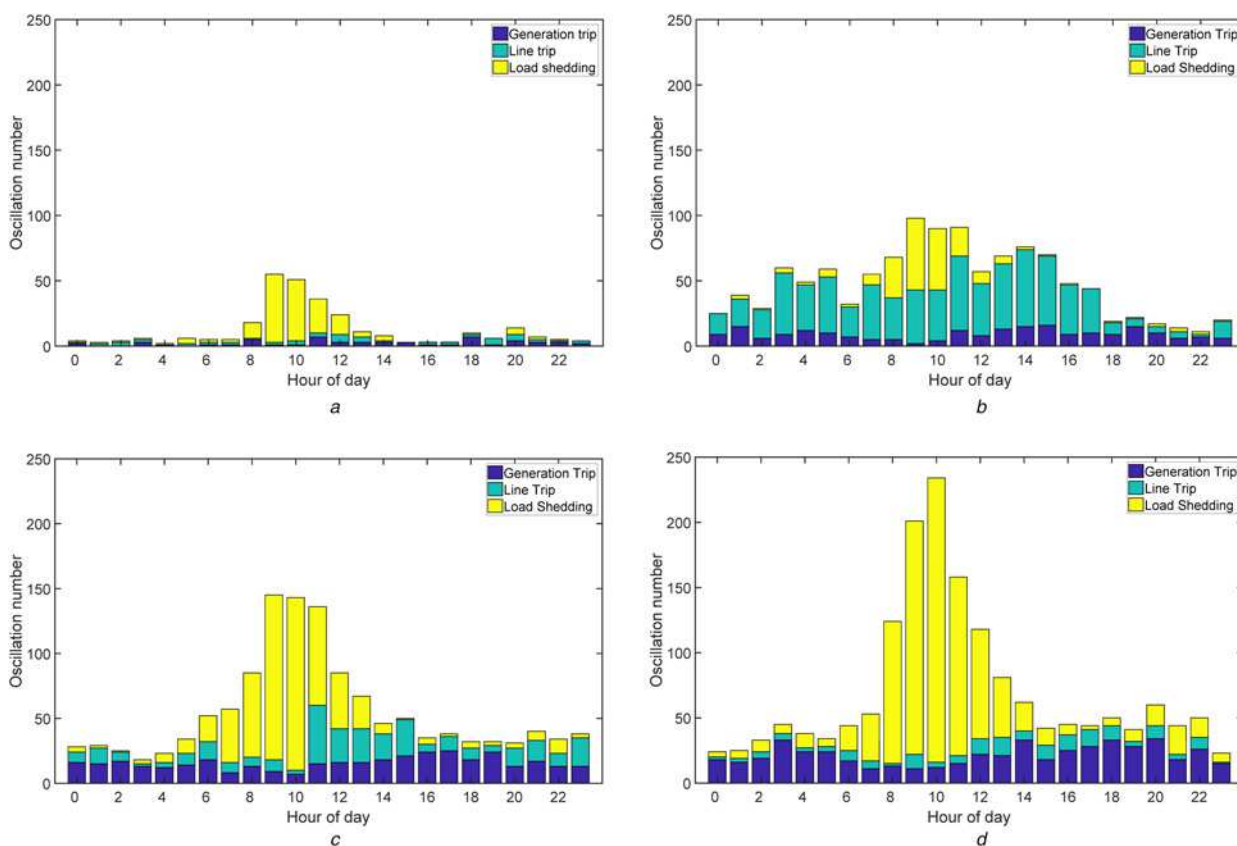 250
200
150
100
50
0
Oscillation number
Generation trip
Line trip
Load shedding
0 2 4 6 8 10 12 14 16 18 20 22
Hour of day
a
250
200
150
100
50
0
Oscillation number
Generation Trip
Line Trip
Load Shedding
0 2 4 6 8 10 12 14 16 18 20 22
Hour of day
b
250
200
150
100
50
0
Oscillation number
Generation Trip
Line Trip
Load Shedding
0 2 4 6 8 10 12 14 16 18 20 22
Hour of day
c
250
200
150
100
50
0
Oscillation number
Generation Trip
Line Trip
Load Shedding
0 2 4 6 8 10 12 14 16 18 20 22
Hour of day
d